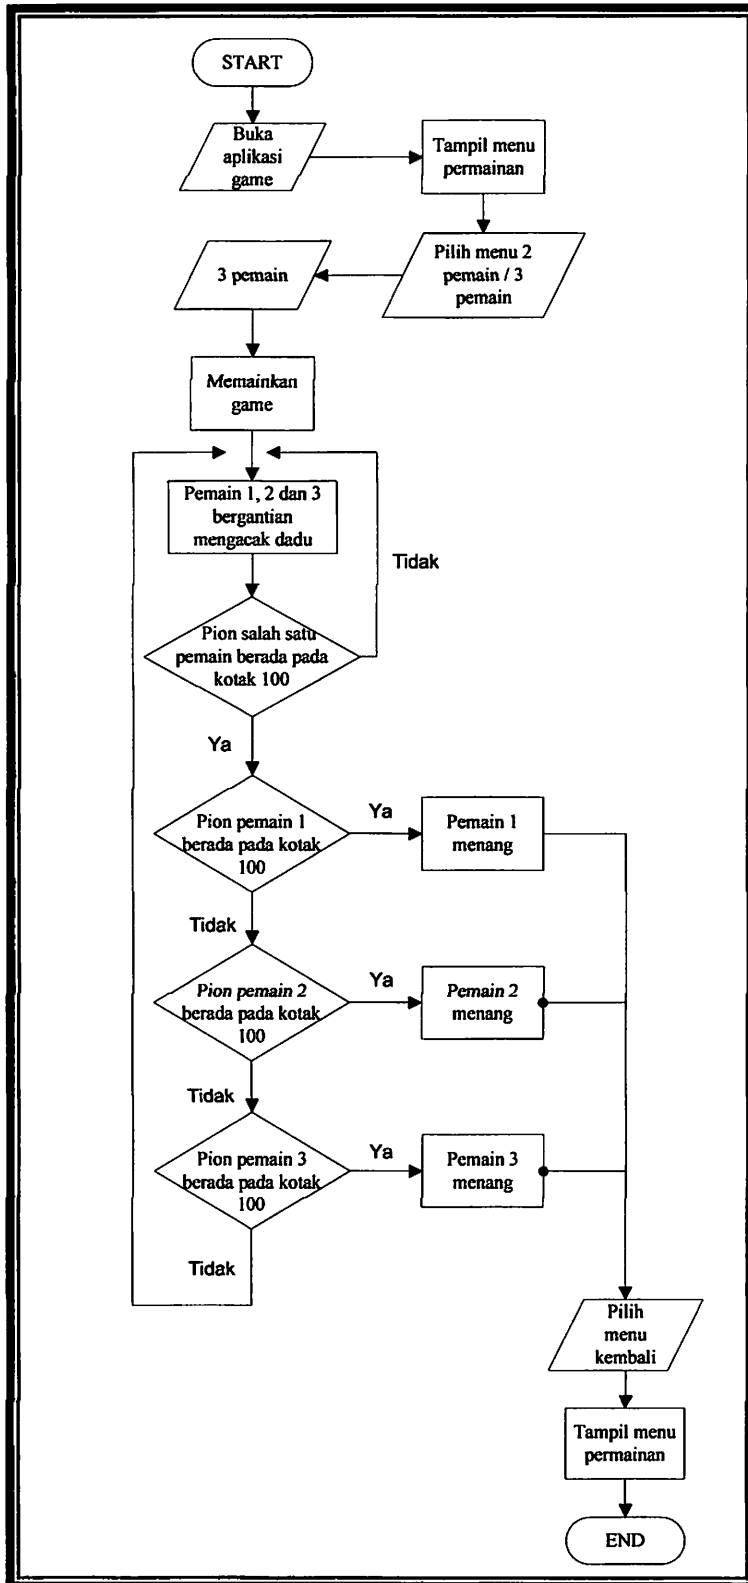 START
Buka
aplikasi
game
Tampil menu
permainan
Pilih menu 2
pemain / 3
pemain
3 pemain
Memainkan
game
Pemain 1, 2 dan 3
bergantian
mengacak dadu
Tidak
Pion salah satu
pemain berada pada
kotak 100
Ya
Pion pemain 1
berada pada kotak
100
Ya
Pemain 1
menang
Tidak
Pion pemain 2
berada pada kotak
100
Ya
Pemain 2
menang
Tidak
Pion pemain 3
berada pada kotak
100
Ya
Pemain 3
menang
Tidak
Pilih
menu
kembali
Tampil menu
permainan
END